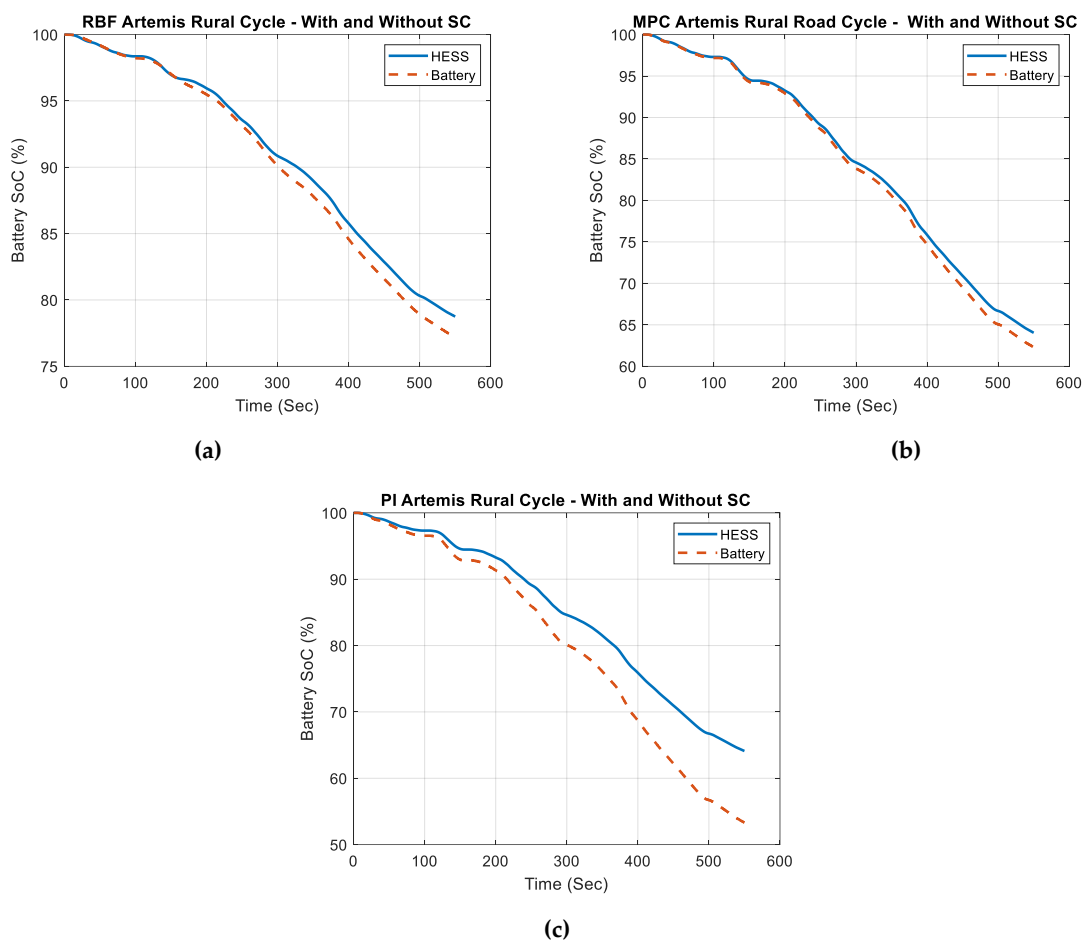 RBF Artemis Rural Cycle - With and Without SC
100
95
90
85
80
75
Battery SoC (%)
HESS
Battery
0 100 200 300 400 500 600
Time (Sec)
(a)
MPC Artemis Rural Road Cycle - With and Without SC
100
95
90
85
80
75
70
65
60
Battery SoC (%)
HESS
Battery
0 100 200 300 400 500 600
Time (Sec)
(b)
PI Artemis Rural Cycle - With and Without SC
100
90
80
70
60
50
Battery SoC (%)
HESS
Battery
0 100 200 300 400 500 600
Time (Sec)
(c)